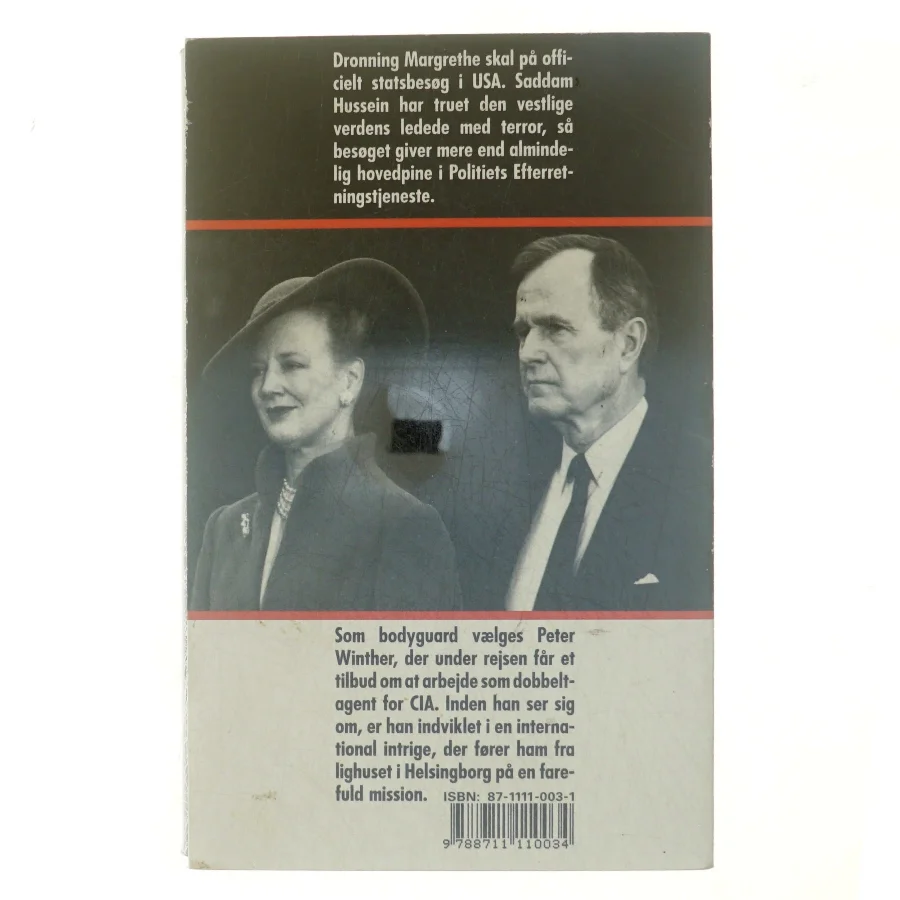 Dronning Margrethe skal på offi-
cielt statsbesøg i USA. Saddam
Hussein har truet den vestlige
verdens ledede med terror, så
besøget giver mere end alminde-
lig hovedpine i Politiets Efterret-
ningstjeneste.
Som bodyguard vælges Peter
Winther, der under rejsen får et
tilbud om at arbejde som dobbelt-
agent for CIA. Inden han ser sig
om, er han indviklet i en interna-
tional intrige, der fører ham fra
lighuset i Helsingborg på en fare-
fuld mission. ISBN: 87-1111-003-1
9 788711 110034